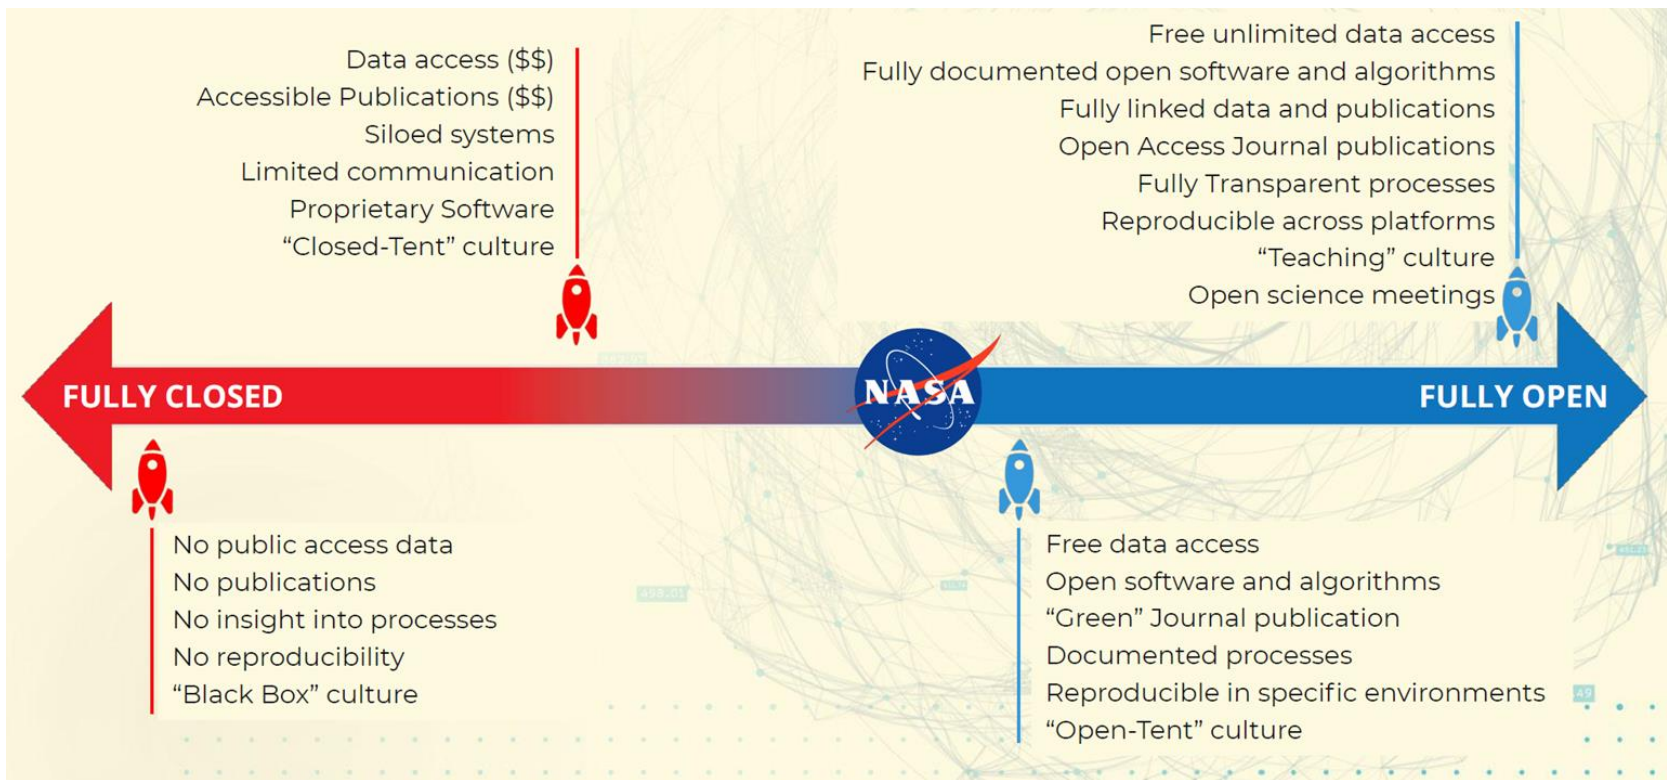 Data access ($$)
Accessible Publications ($$)
Siloed systems
Limited communication
Proprietary Software
“Closed-Tent” culture
Free unlimited data access
Fully documented open software and algorithms
Fully linked data and publications
Open Access Journal publications
Fully Transparent processes
Reproducible across platforms
“Teaching” culture
Open science meetings
FULLY CLOSED
NASA
FULLY OPEN
No public access data
No publications
No insight into processes
No reproducibility
“Black Box” culture
Free data access
Open software and algorithms
“Green” Journal publication
Documented processes
Reproducible in specific environments
“Open-Tent” culture
498.01
49